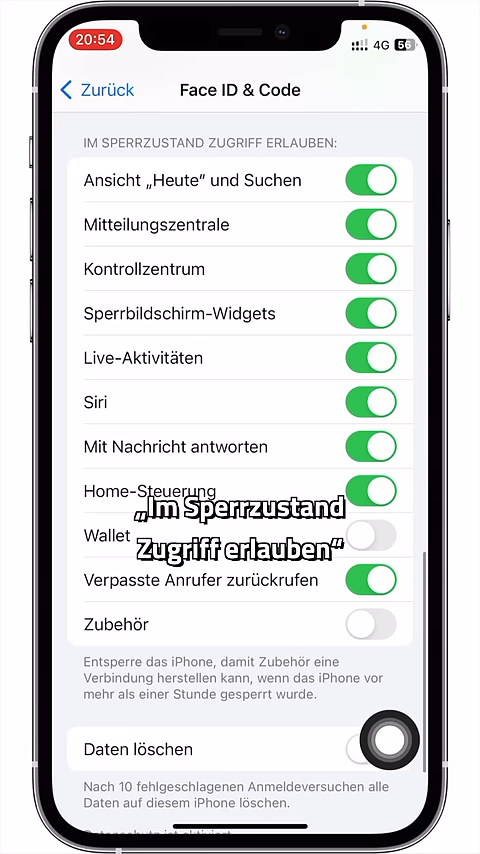 20:54
4G 56
Zurück
Face ID & Code
IM SPERRZUSTAND ZUGRIFF ERLAUBEN:
Ansicht „Heute“ und Suchen
Mitteilungszentrale
Kontrollzentrum
Sperrbildschirm-Widgets
Live-Aktivitäten
Siri
Mit Nachricht antworten
Home-Steuerung
„Im Sperrzustand
Wallet
Zugriff erlauben“
Verpasste Anrufer zurückrufen
Zubehör
Entsperre das iPhone, damit Zubehör eine
Verbindung herstellen kann, wenn das iPhone vor
mehr als einer Stunde gesperrt wurde.
Daten löschen
Nach 10 fehlgeschlagenen Anmeldeversuchen alle
Daten auf diesem iPhone löschen.
Datenschutz ist aktiviert.